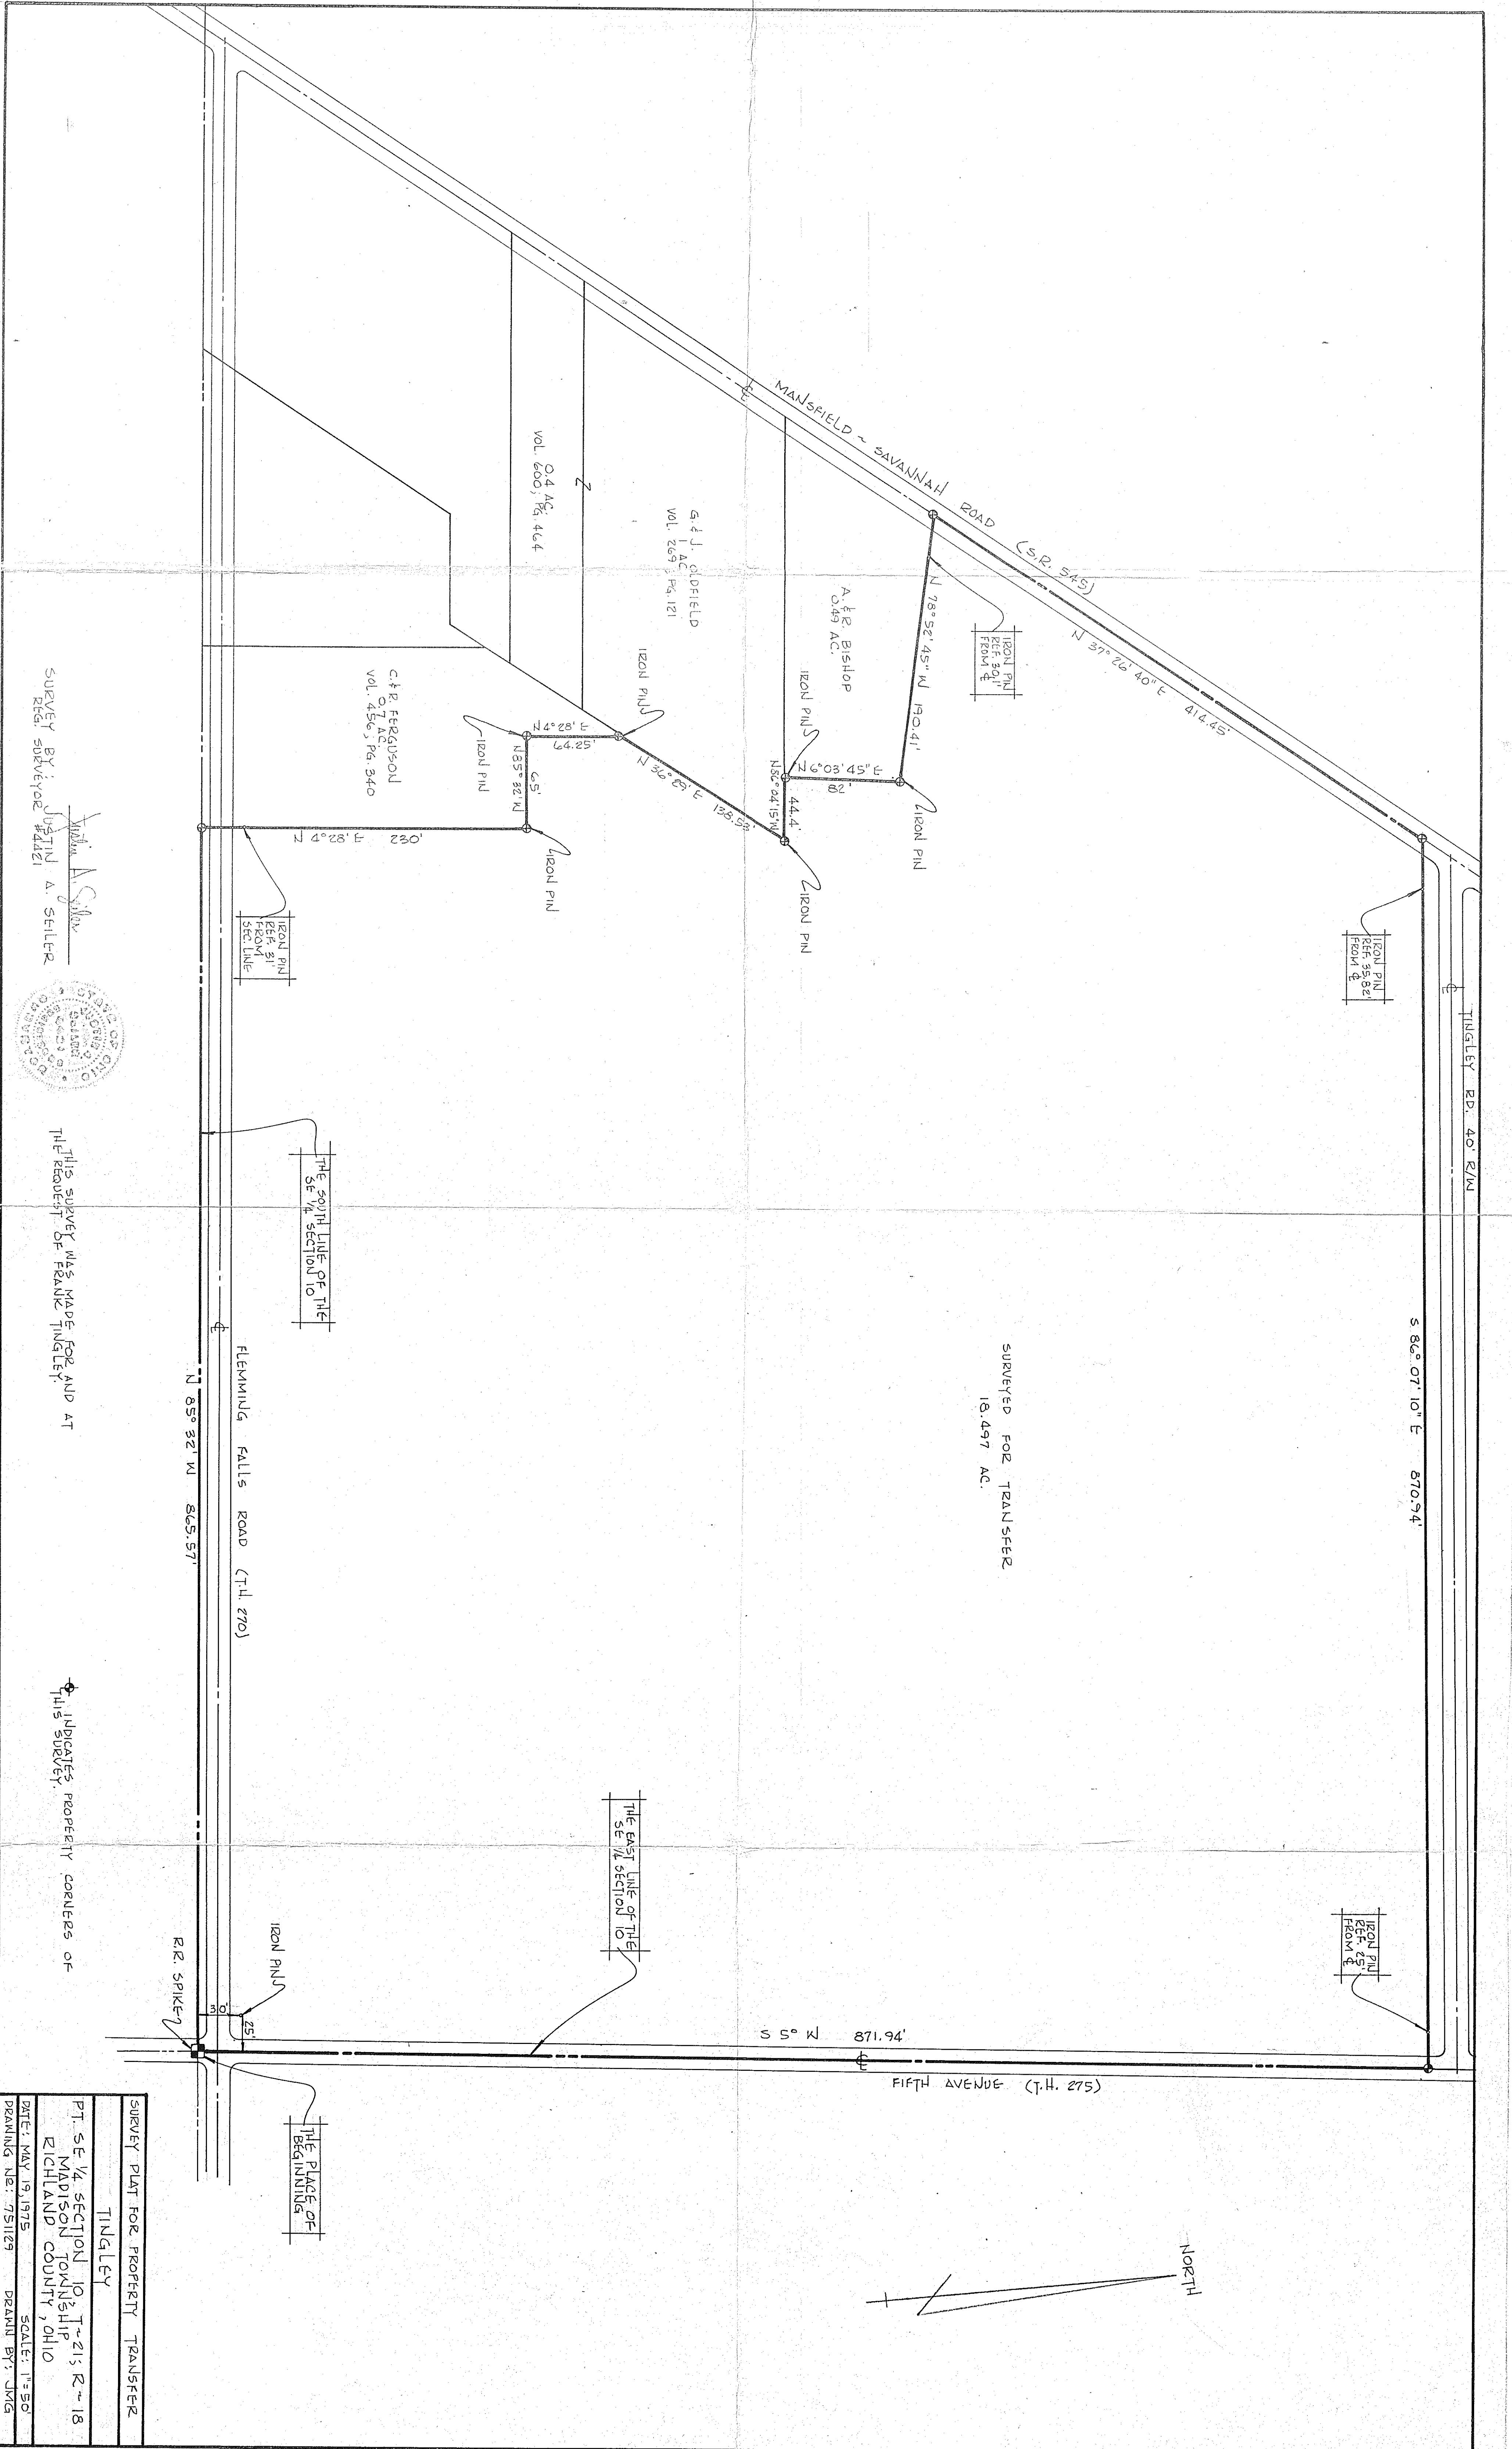 MANSFIELD ~ SAVANNAH ROAD (S.R. 545)
N 37° 26' 40" E 414.45'
TINGLEY RD. 40' R/W
S 86° 07' 10" E 870.94'
IRON PIN
REF. 35.82'
FROM ℄
IRON PIN
REF. 25'
FROM ℄
IRON PIN
REF. 30.1'
FROM ℄
N 78° 52' 45" W 190.41'
A. & R. BISHOP
0.49 AC.
IRON PIN
N 6° 03' 45" E
82'
IRON PIN
44.4'
N 86° 04' 15" W
IRON PIN
G. & J. OLDFIELD
1 AC.
VOL. 269, PG. 121
0.4 AC.
VOL. 600, PG. 464
IRON PIN
N 36° 29' E 138.53'
N 4° 28' E
64.25'
65'
N 85° 32' W
IRON PIN
IRON PIN
C. & R. FERGUSON
0.7 AC.
VOL. 456, PG. 340
N 4° 28' E 230'
IRON PIN
REF. 31'
FROM
SEC. LINE
SURVEYED FOR TRANSFER
18.497 AC.
THE SOUTH LINE OF THE
SE 1/4 SECTION 10
FLEMMING FALLS ROAD (T.H. 270)
N 85° 32' W 865.57'
THE EAST LINE OF THE
SE 1/4 SECTION 10
S 5° W 871.94'
℄
FIFTH AVENUE (T.H. 275)
IRON PIN
30'
25'
R.R. SPIKE
THE PLACE OF
BEGINNING
NORTH
Justin A. Seiler
SURVEY BY: JUSTIN A. SEILER
REG. SURVEYOR #4421
STATE OF OHIO
THIS SURVEY WAS MADE FOR AND AT
THE REQUEST OF FRANK TINGLEY.
INDICATES PROPERTY CORNERS OF
THIS SURVEY.
SURVEY PLAT FOR PROPERTY TRANSFER
TINGLEY
PT. SE 1/4 SECTION 10; T~21; R~18
MADISON TOWNSHIP
RICHLAND COUNTY, OHIO
DATE: MAY 19, 1975 SCALE: 1"=50'
DRAWING NO: 751129 DRAWN BY: JMG